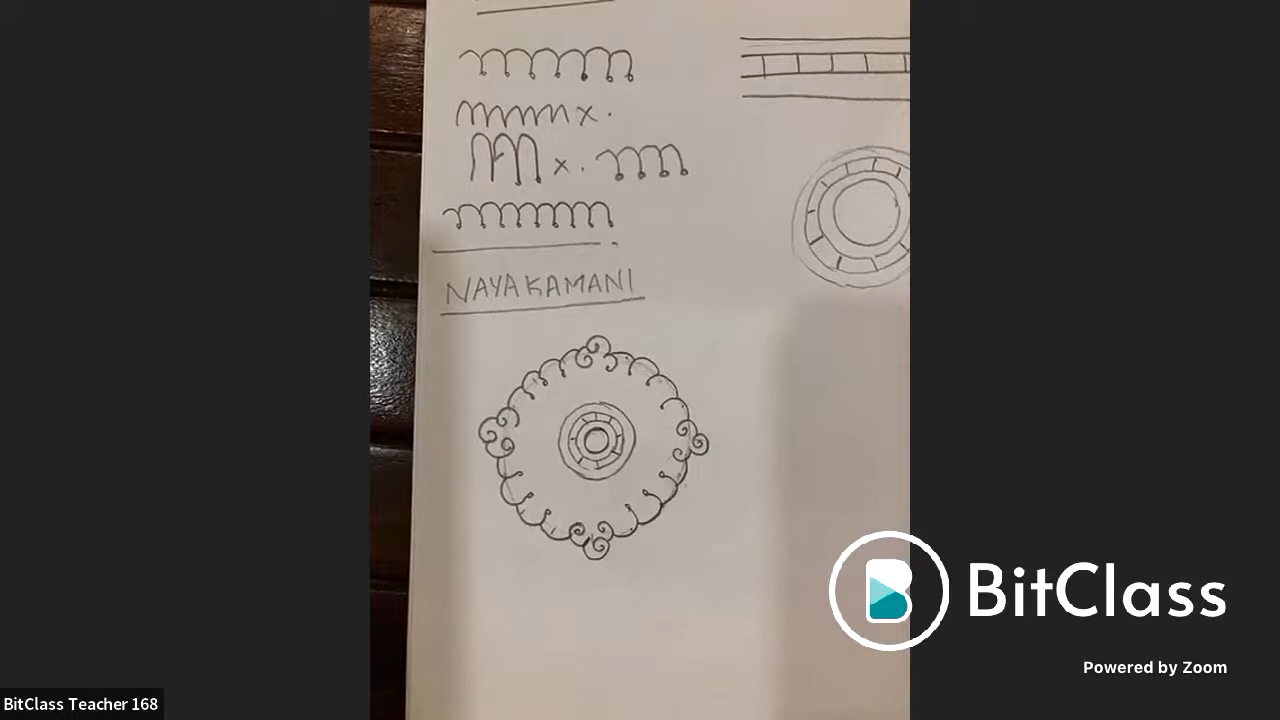 x.
x.
NAYAKAMANI
BitClass
Powered by Zoom
BitClass Teacher 168